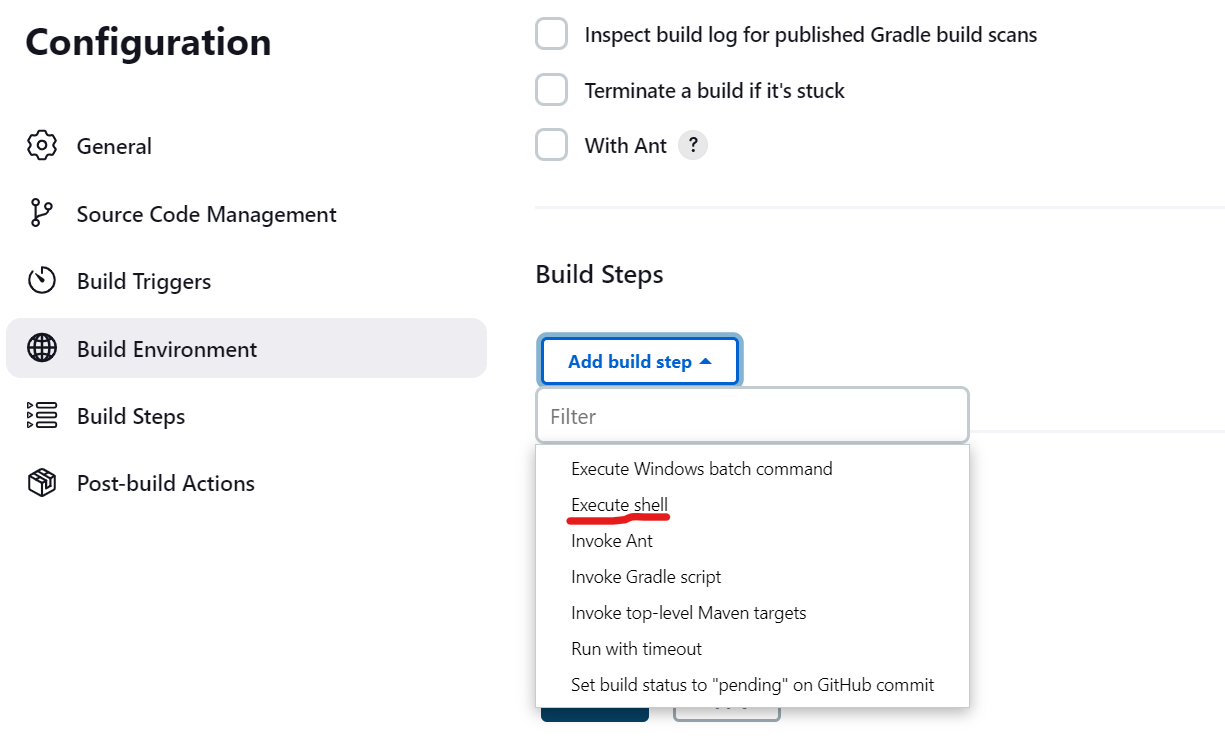 Configuration
General
Source Code Management
Build Triggers
Build Environment
Build Steps
Post-build Actions
Inspect build log for published Gradle build scans
Terminate a build if it's stuck
With Ant ?
Build Steps
Add build step
Filter
Execute Windows batch command
Execute shell
Invoke Ant
Invoke Gradle script
Invoke top-level Maven targets
Run with timeout
Set build status to "pending" on GitHub commit